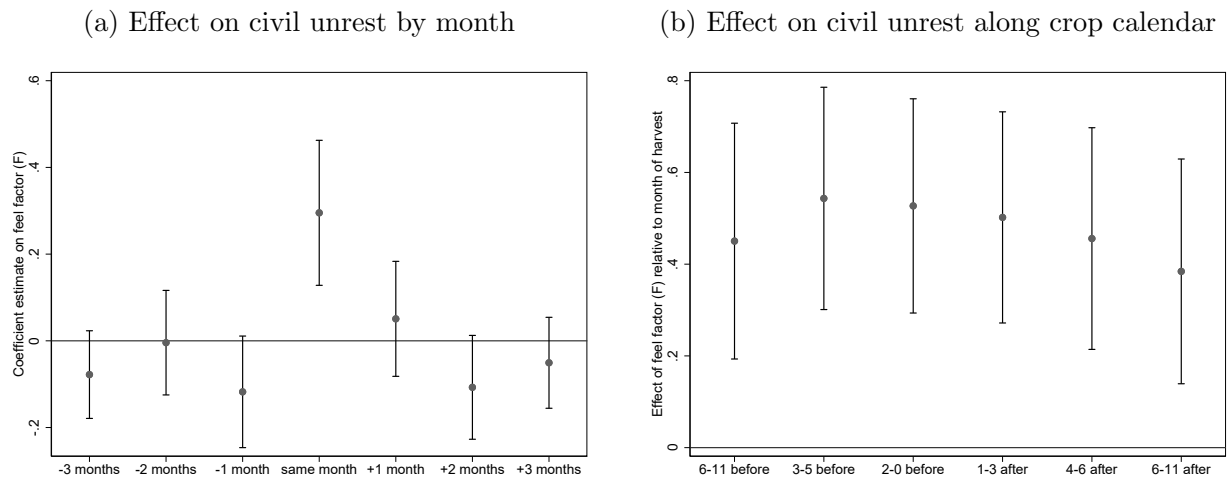 (a) Effect on civil unrest by month
(b) Effect on civil unrest along crop calendar
Coefficient estimate on feel factor (F)
.6
.4
.2
0
-.2
-3 months
-2 months
-1 month
same month
+1 month
+2 months
+3 months
Effect of feel factor (F) relative to month of harvest
.8
.6
.4
.2
0
6-11 before
3-5 before
2-0 before
1-3 after
4-6 after
6-11 after